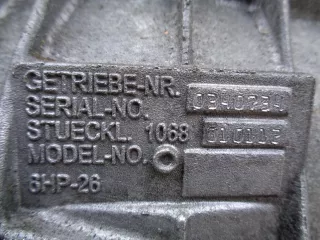 GETRIEBE-NR.
SERIAL-NO.
STUECKL. 1068
MODEL-NO.
6HP-26